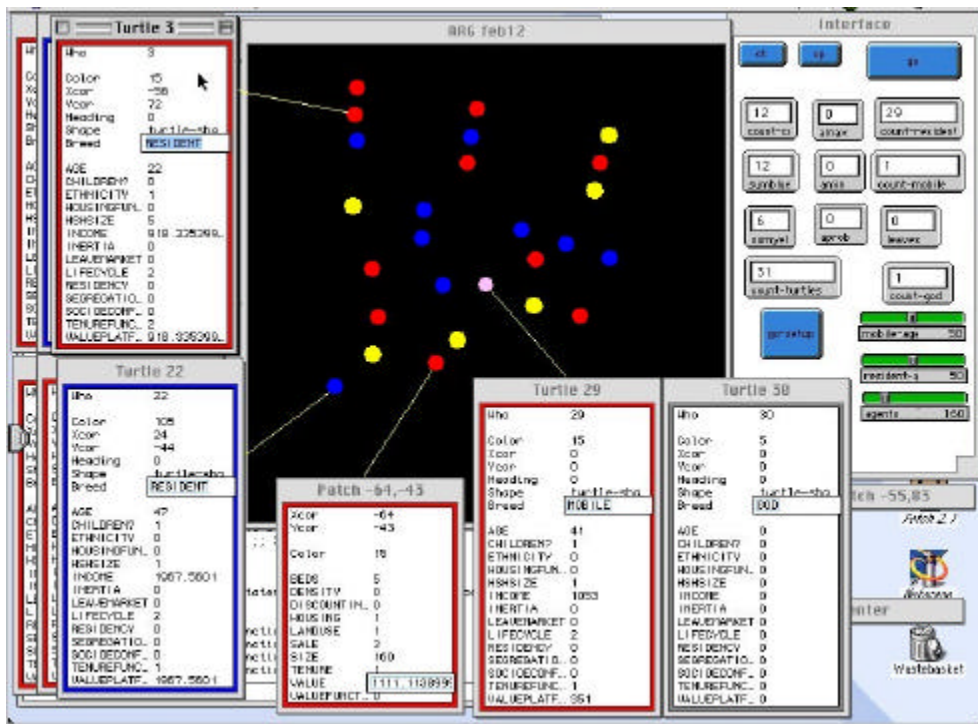 Turtle 3
Who 3
Color 15
Xcor -56
Ycor 72
Heading 0
Shape turtle-sha
Breed RESIDENT
AGE 22
CHILDREN? 0
ETHNICITY 1
HOUSINGFUN.. 0
HSHSIZE 5
INCOME 918.335399..
INERTIA 0
LEAVEMARKET 0
LIFECYCLE 2
RESIDENCY 0
SEGREGATIO.. 0
SOCIOECONF.. 0
TENUREFUNC.. 2
VALUEPLATF.. 918.335399..
ARG feb12
Interface
go
12
count-ci
0
amax
29
count-resident
12
sumblue
0
amin
1
count-mobile
6
sumyel
0
aprob
0
leaves
31
count-turtles
1
count-god
gursetup
mobile-age 50
resident-a 50
agents 160
Turtle 22
Who 22
Color 105
Xcor 24
Ycor -44
Heading 0
Shape turtle-sha
Breed RESIDENT
AGE 47
CHILDREN? 1
ETHNICITY 0
HOUSINGFUN.. 0
HSHSIZE 1
INCOME 1967.5601
INERTIA 0
LEAVEMARKET 0
LIFECYCLE 2
RESIDENCY 0
SEGREGATIO.. 0
SOCIOECONF.. 0
TENUREFUNC.. 1
VALUEPLATF.. 1967.5601
Patch -64,-43
Xcor -64
Ycor -43
Color 15
BEDS 5
DENSITY 0
DISCOUNTIN.. 0
HOUSING 1
LANDUSE 1
SALE 2
SIZE 160
TENURE 1
VALUE
VALUEFUNCT.. 0
Turtle 29
Who 29
Color 15
Xcor 0
Ycor 0
Heading 0
Shape turtle-sha
Breed MOBILE
AGE 41
CHILDREN? 1
ETHNICITY 0
HOUSINGFUN.. 0
HSHSIZE 1
INCOME 1053
INERTIA 0
LEAVEMARKET 0
LIFECYCLE 2
RESIDENCY 0
SEGREGATIO.. 0
SOCIOECONF.. 0
TENUREFUNC.. 1
VALUEPLATF.. 351
Turtle 30
Who 30
Color 5
Xcor 0
Ycor 0
Heading 0
Shape turtle-sha
Breed GOD
AGE 0
CHILDREN? 0
ETHNICITY 0
HOUSINGFUN.. 0
HSHSIZE 0
INCOME 0
INERTIA 0
LEAVEMARKET 0
LIFECYCLE 0
RESIDENCY 0
SEGREGATIO.. 0
SOCIOECONF.. 0
TENUREFUNC.. 0
VALUEPLATF.. 0
tch -55,83
Netscape
enter
Wastebasket